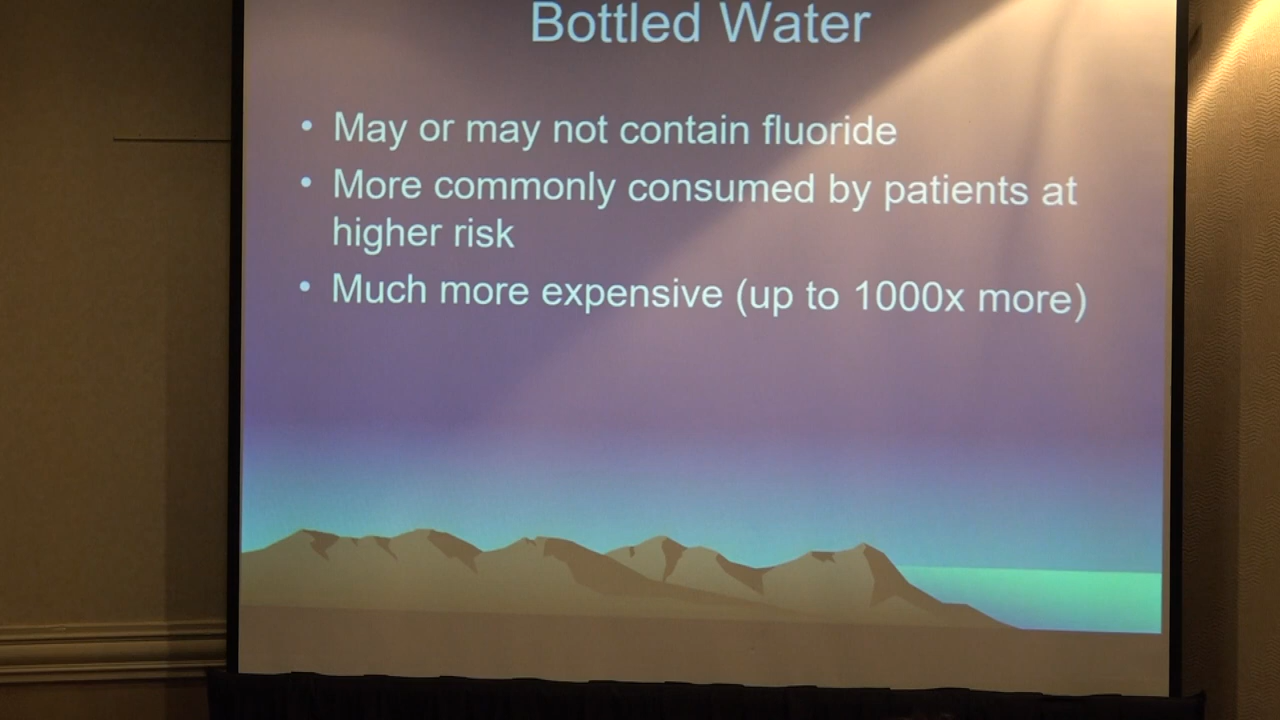 Bottled Water
• May or may not contain fluoride
• More commonly consumed by patients at
higher risk
• Much more expensive (up to 1000x more)